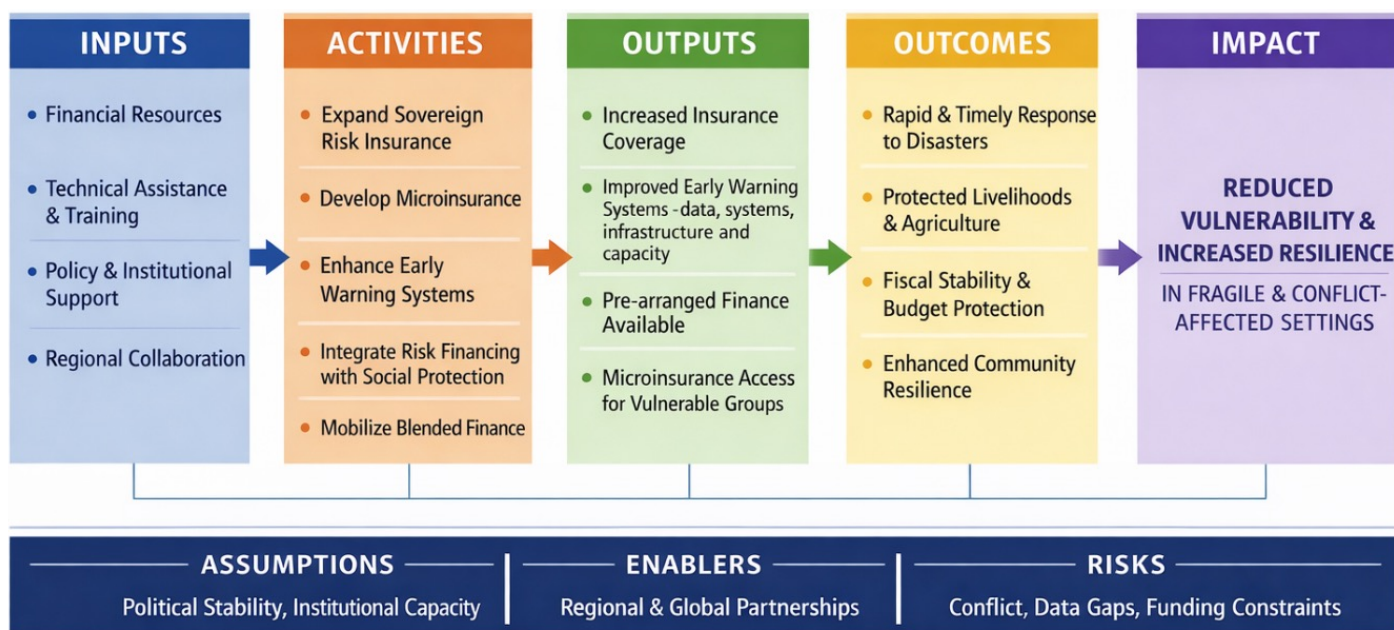 INPUTS
• Financial Resources
• Technical Assistance
& Training
• Policy & Institutional
Support
• Regional Collaboration
ACTIVITIES
• Expand Sovereign
Risk Insurance
• Develop Microinsurance
• Enhance Early
Warning Systems
• Integrate Risk Financing
with Social Protection
• Mobilize Blended Finance
OUTPUTS
• Increased Insurance
Coverage
• Improved Early Warning
Systems -data, systems,
infrastructure and
capacity
• Pre-arranged Finance
Available
• Microinsurance Access
for Vulnerable Groups
OUTCOMES
• Rapid & Timely Response
to Disasters
• Protected Livelihoods
& Agriculture
• Fiscal Stability &
Budget Protection
• Enhanced Community
Resilience
IMPACT
REDUCED
VULNERABILITY &
INCREASED RESILIENCE
IN FRAGILE & CONFLICT-
AFFECTED SETTINGS
ASSUMPTIONS
Political Stability, Institutional Capacity
ENABLERS
Regional & Global Partnerships
RISKS
Conflict, Data Gaps, Funding Constraints